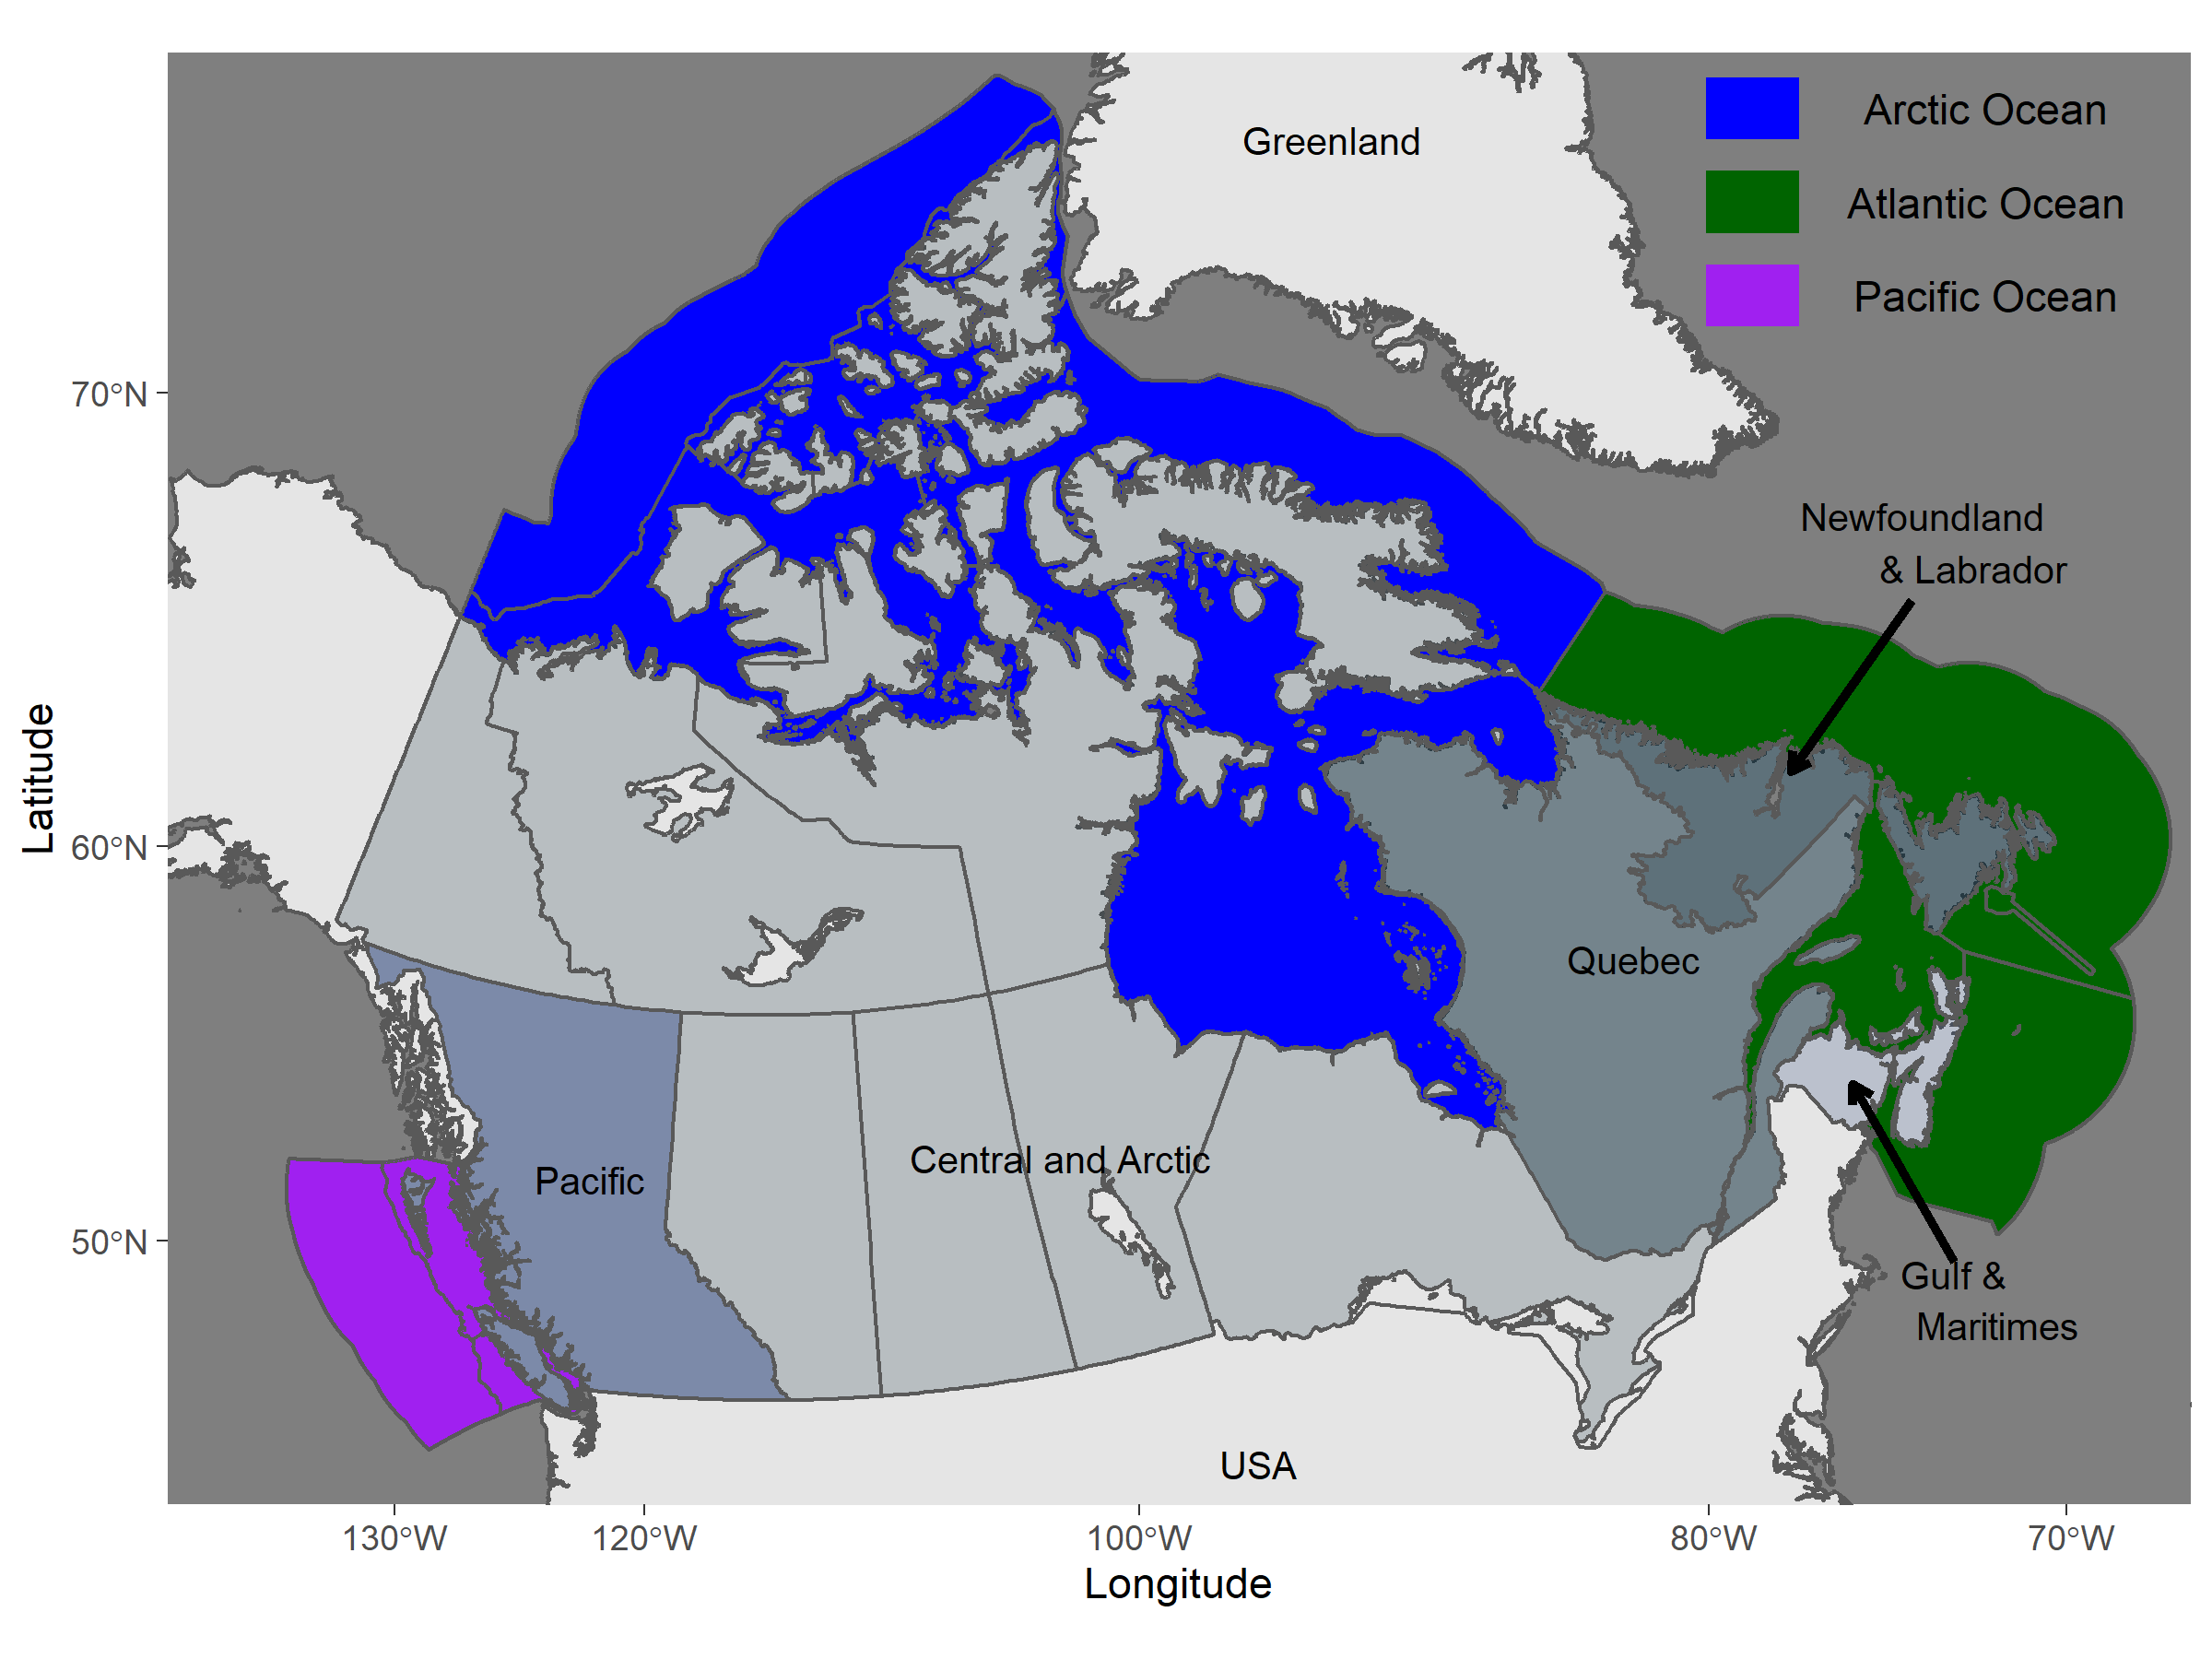 Arctic Ocean
Greenland
Atlantic Ocean
Pacific Ocean
70°N
Newfoundland
& Labrador
Latitude
60°N
Quebec
Central and Arctic
Pacific
50°N
Gulf &
Maritimes
USA
130°W
120°W
100°W
80°W
70°W
Longitude